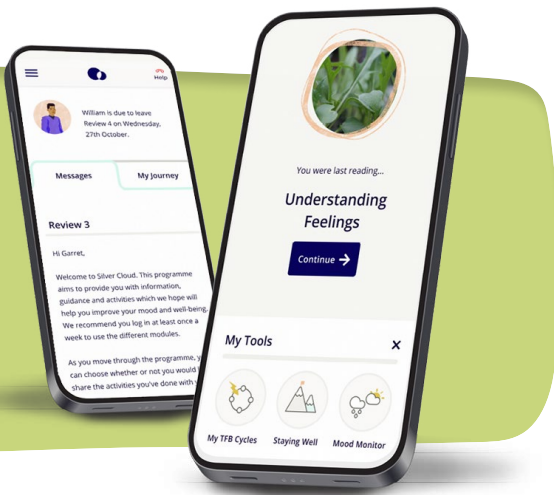 Help
William is due to leave
Review 4 on Wednesday,
27th October.
Messages
My Journey
Review 3
Hi Garret,
Welcome to Silver Cloud. This programme
aims to provide you with information,
guidance and activities which we hope will
help you improve your mood and well-being.
We recommend you log in at least once a
week to use the different modules.
As you move through the programme,
can choose whether or not you would
share the activities you've done with
You were last reading...
Understanding
Feelings
Continue →
My Tools
×
My TFB Cycles
Staying Well
Mood Monitor